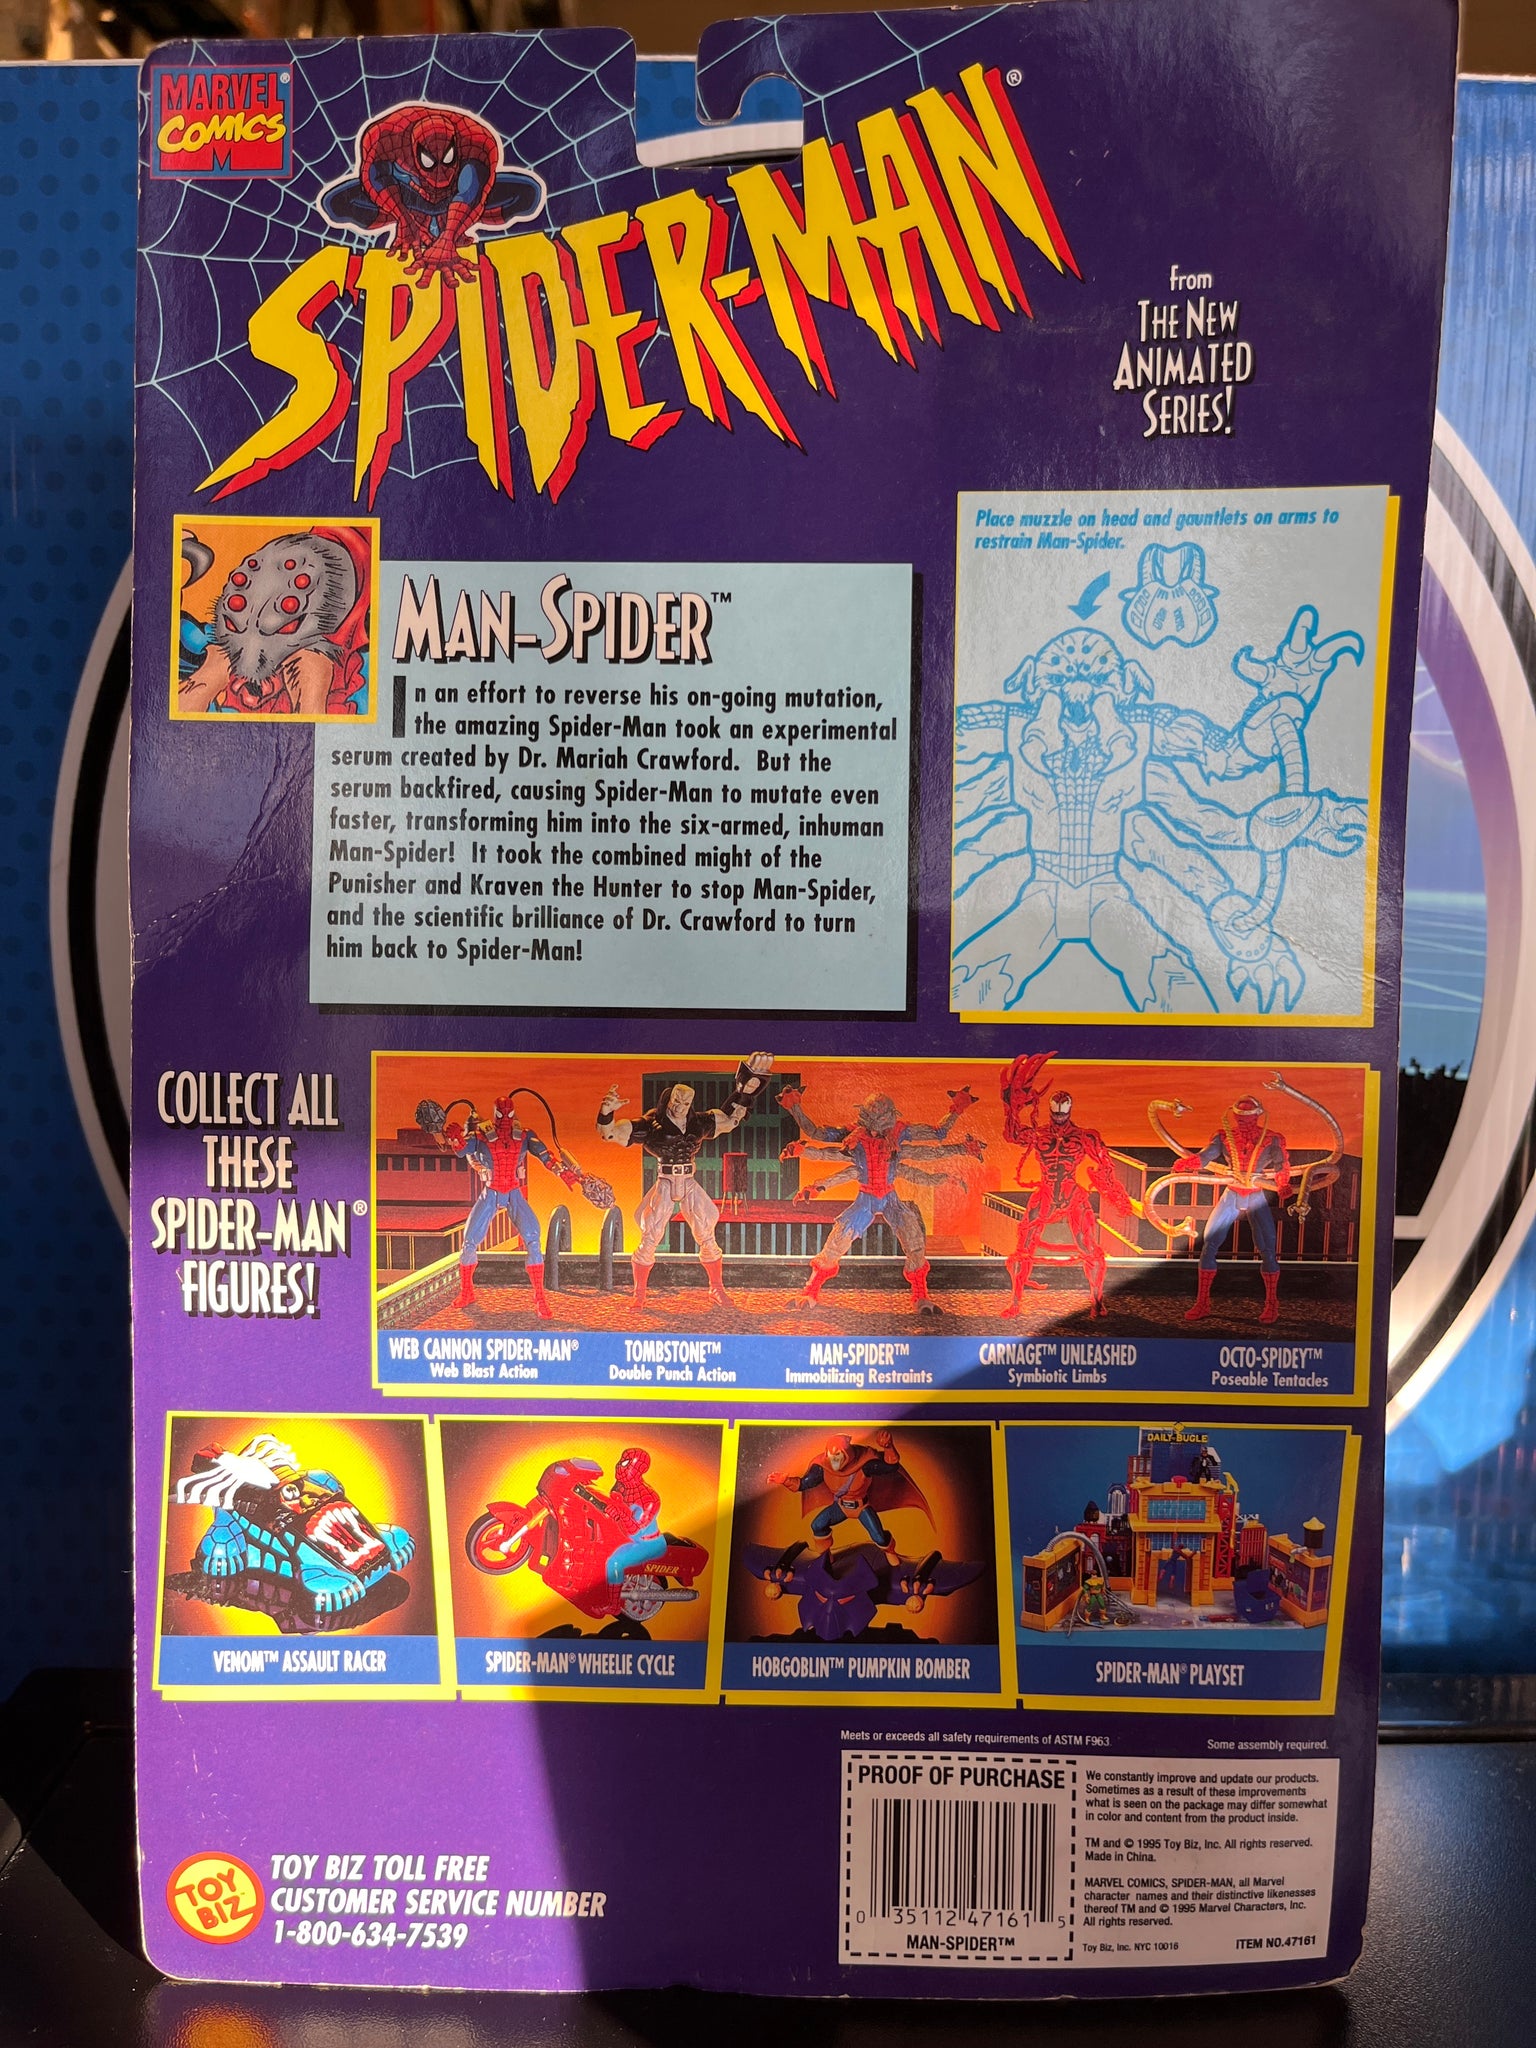 MARVEL®
COMICS
SPIDER-MAN®
from
THE NEW
ANIMATED
SERIES!
Place muzzle on head and gauntlets on arms to
restrain Man-Spider.
MAN-SPIDER™
In an effort to reverse his on-going mutation,
the amazing Spider-Man took an experimental
serum created by Dr. Mariah Crawford. But the
serum backfired, causing Spider-Man to mutate even
faster, transforming him into the six-armed, inhuman
Man-Spider! It took the combined might of the
Punisher and Kraven the Hunter to stop Man-Spider,
and the scientific brilliance of Dr. Crawford to turn
him back to Spider-Man!
COLLECT ALL
THESE
SPIDER-MAN®
FIGURES!
WEB CANNON SPIDER-MAN®
Web Blast Action
TOMBSTONE™
Double Punch Action
MAN-SPIDER™
Immobilizing Restraints
CARNAGE™ UNLEASHED
Symbiotic Limbs
OCTO-SPIDEY™
Poseable Tentacles
SPIDER
DAILY BUGLE
VENOM™ ASSAULT RACER
SPIDER-MAN® WHEELIE CYCLE
HOBGOBLIN™ PUMPKIN BOMBER
SPIDER-MAN® PLAYSET
Meets or exceeds all safety requirements of ASTM F963.
Some assembly required.
PROOF OF PURCHASE
0 35112 47161 5
MAN-SPIDER™
We constantly improve and update our products.
Sometimes as a result of these improvements
what is seen on the package may differ somewhat
in color and content from the product inside.
TM and © 1995 Toy Biz, Inc. All rights reserved.
Made in China.
MARVEL COMICS, SPIDER-MAN, all Marvel
character names and their distinctive likenesses
thereof TM and © 1995 Marvel Characters, Inc.
All rights reserved.
Toy Biz, Inc. NYC 10016
ITEM NO.47161
TOY
BIZ
TOY BIZ TOLL FREE
CUSTOMER SERVICE NUMBER
1-800-634-7539